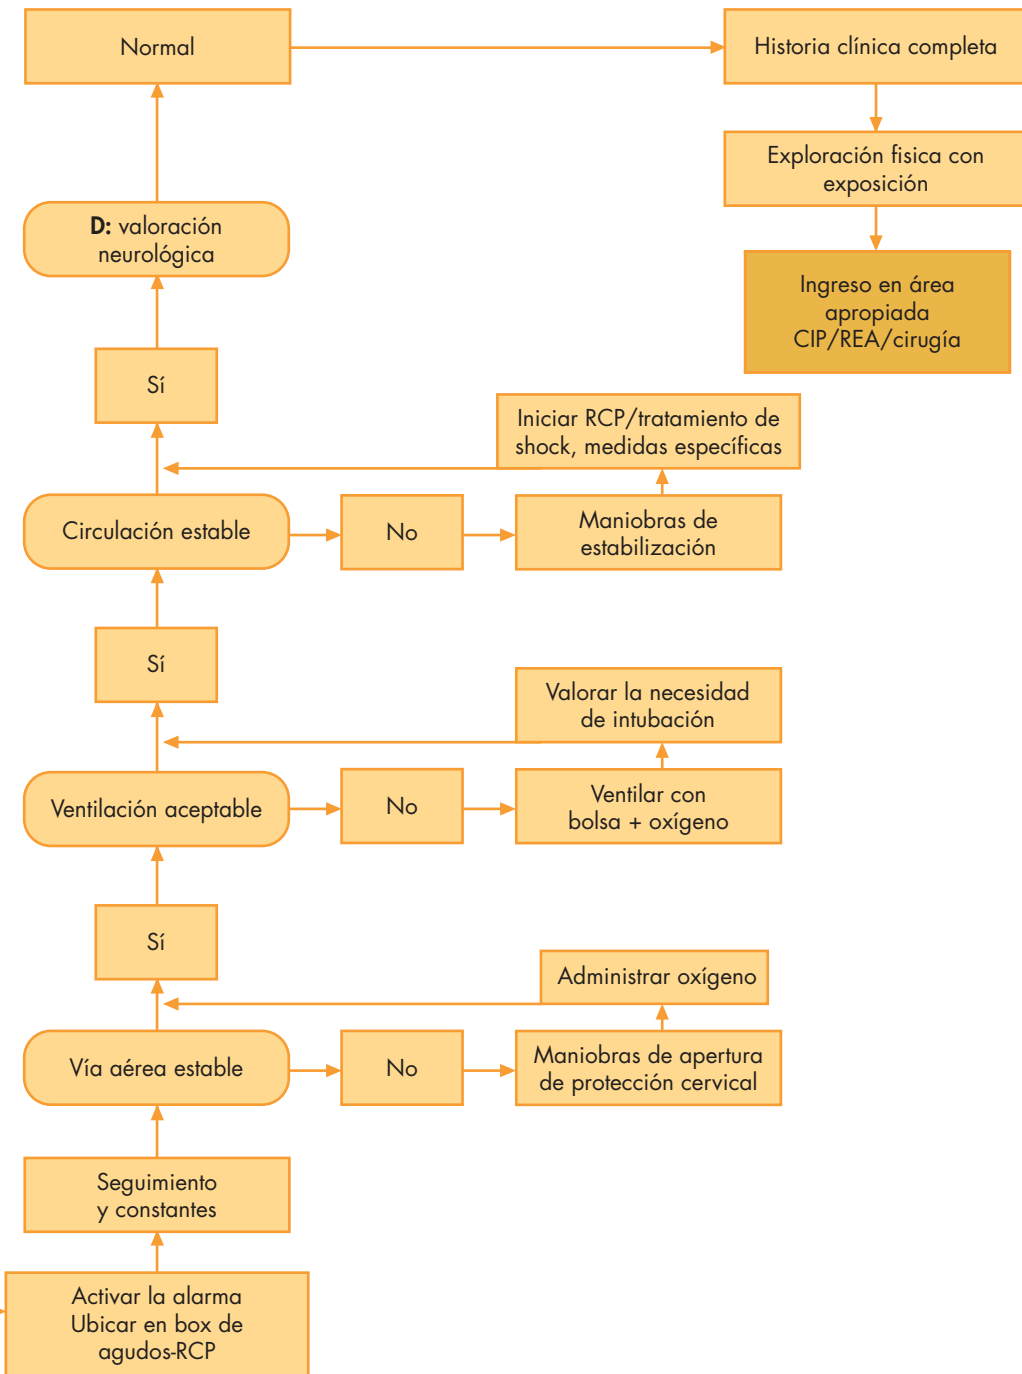 Normal
Historia clínica completa
Exploración fisica con
exposición
D: valoración
neurológica
Ingreso en área
apropiada
CIP/REA/cirugía
Sí
Iniciar RCP/tratamiento de
shock, medidas específicas
Circulación estable
No
Maniobras de
estabilización
Sí
Valorar la necesidad
de intubación
Ventilación aceptable
No
Ventilar con
bolsa + oxígeno
Sí
Administrar oxígeno
Vía aérea estable
No
Maniobras de apertura
de protección cervical
Seguimiento
y constantes
Activar la alarma
Ubicar en box de
agudos-RCP